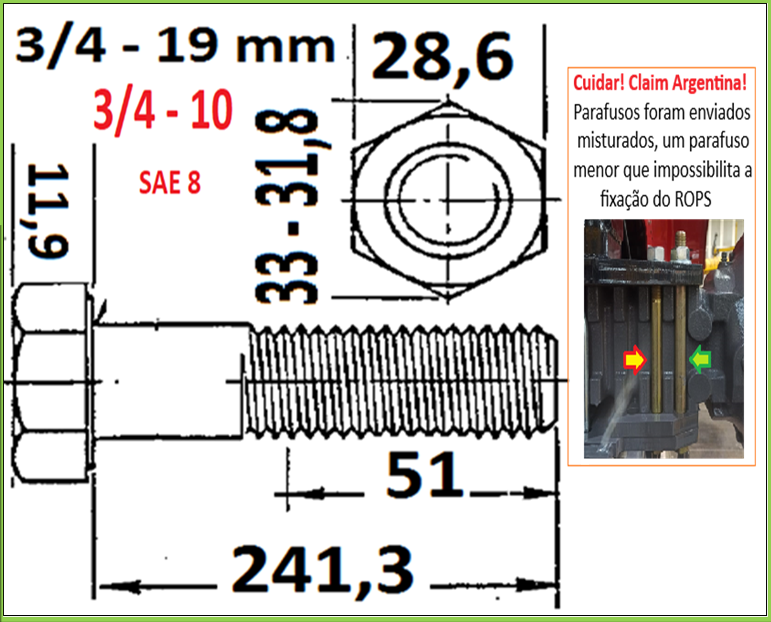 3/4 - 19 mm
3/4 - 10
SAE 8
11,9
33 - 31,8
28,6
51
241,3
Cuidar! Claim Argentina!
Parafusos foram enviados
misturados, um parafuso
menor que impossibilita a
fixação do ROPS